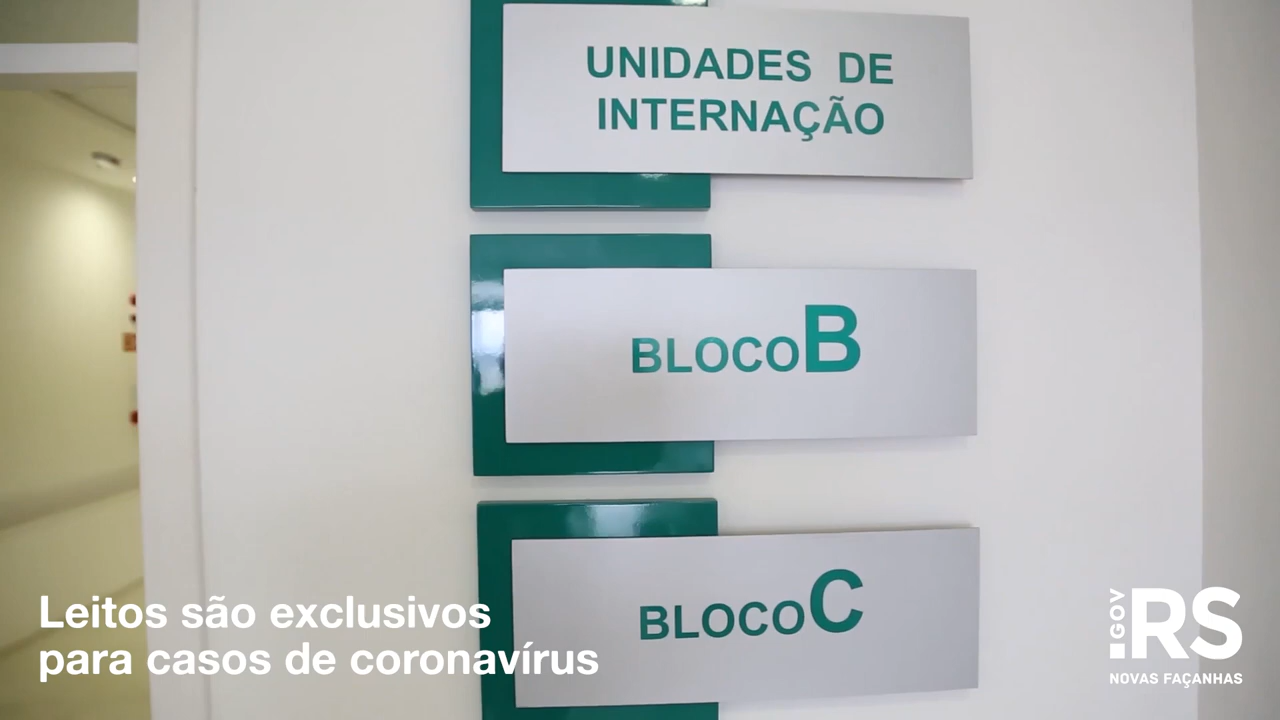 UNIDADES DE
INTERNAÇÃO
BLOCO B
BLOCO C
Leitos são exclusivos
para casos de coronavírus
.GOV
RS
NOVAS FAÇANHAS